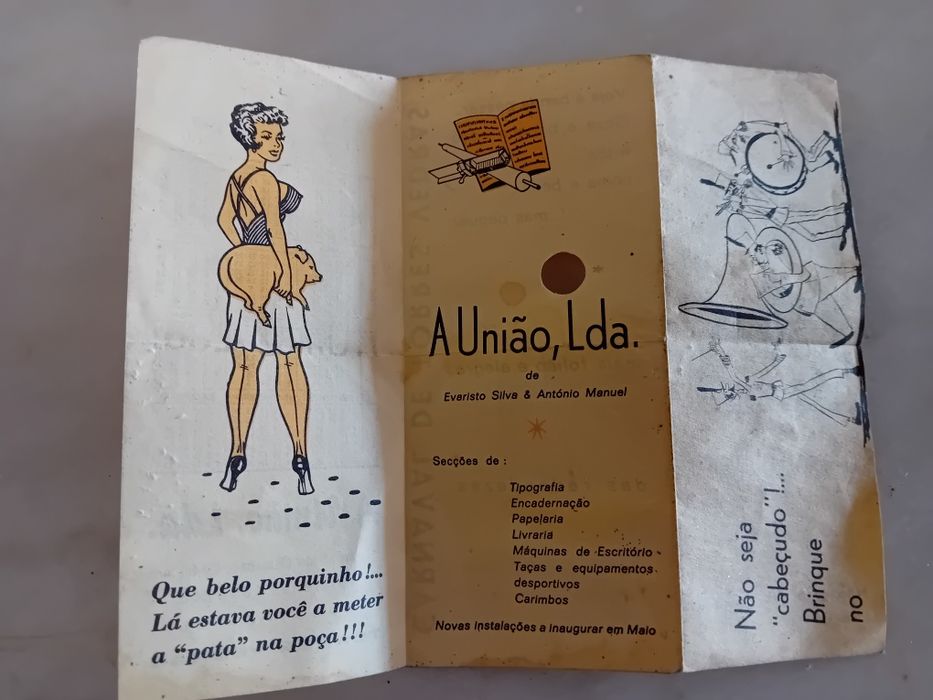 Que belo porquinho!...
Lá estava você a meter
a "pata" na poça!!!
A União, Lda.
de
Evaristo Silva & António Manuel
Secções de:
Tipografia
Encadernação
Papelaria
Livraria
Máquinas de Escritório
Taças e equipamentos
desportivos
Carimbos
Novas instalações a inaugurar em Maio
Não seja
"cabeçudo"!...
Brinque
no